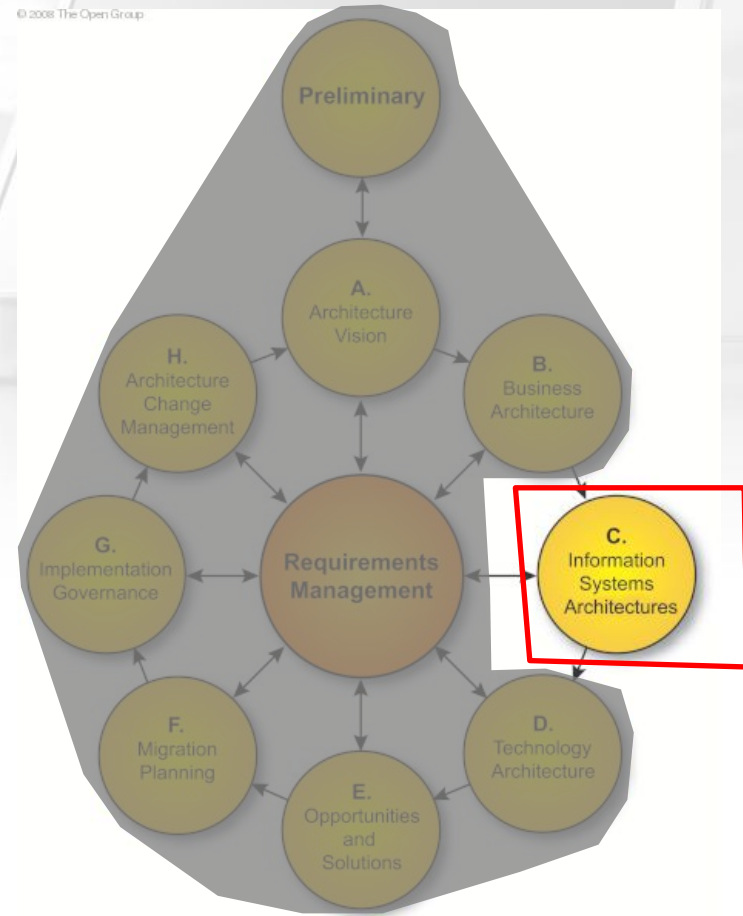 © 2008 The Open Group
Preliminary
A.
Architecture
Vision
H.
Architecture
Change
Management
B.
Business
Architecture
G.
Implementation
Governance
Requirements
Management
C.
Information
Systems
Architectures
F.
Migration
Planning
D.
Technology
Architecture
E.
Opportunities
and
Solutions